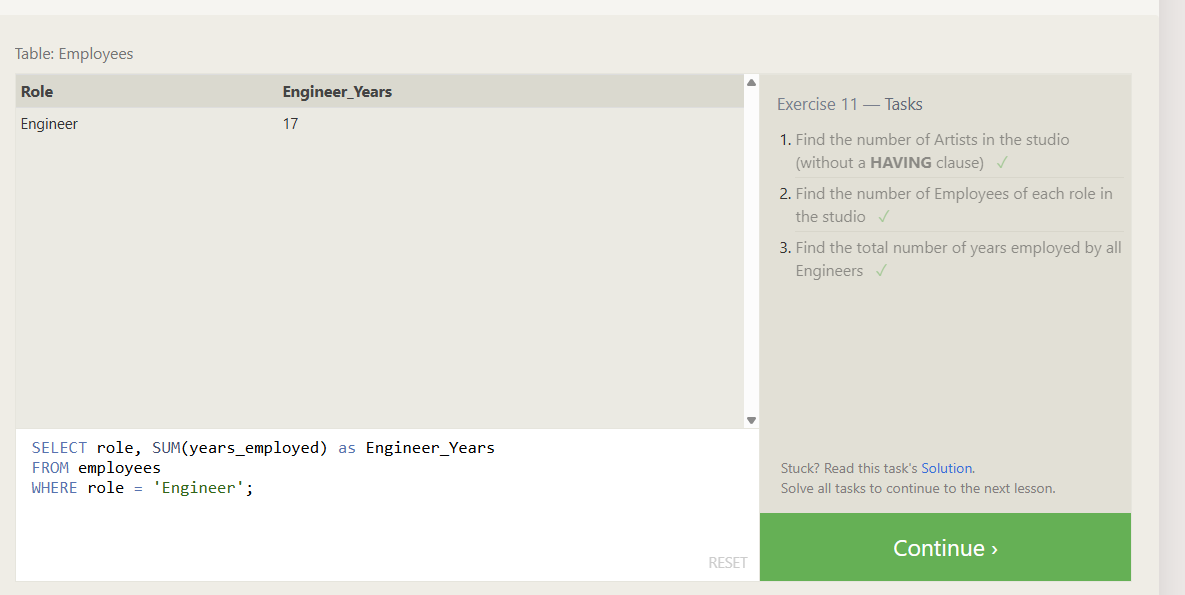 Table: Employees
Role Engineer_Years
Engineer 17
Exercise 11 — Tasks
1. Find the number of Artists in the studio
(without a HAVING clause) ✓
2. Find the number of Employees of each role in
the studio ✓
3. Find the total number of years employed by all
Engineers ✓
SELECT role, SUM(years_employed) as Engineer_Years
FROM employees
WHERE role = 'Engineer';
RESET
Stuck? Read this task's Solution.
Solve all tasks to continue to the next lesson.
Continue ›